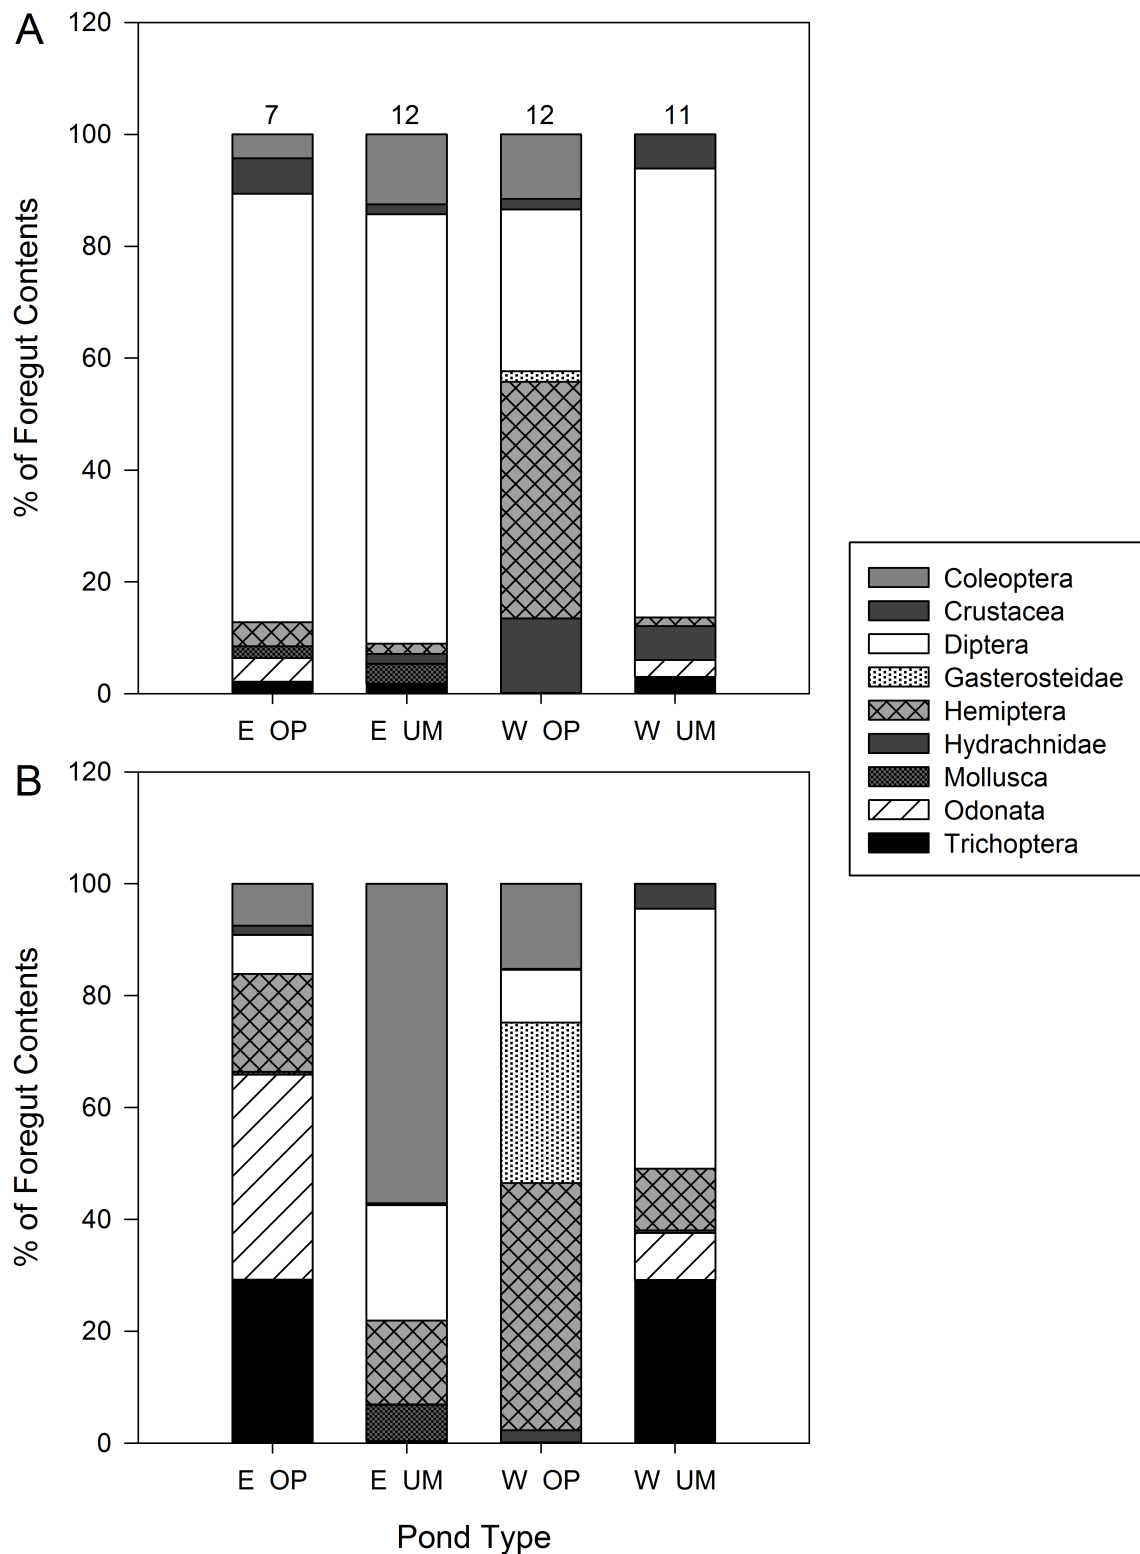 A
120
100
80
60
40
20
0
% of Foregut Contents
7 12 12 11
E OP E UM W OP W UM
Coleoptera
Crustacea
Diptera
Gasterosteidae
Hemiptera
Hydrachnidae
Mollusca
Odonata
Trichoptera
B
120
100
80
60
40
20
0
% of Foregut Contents
E OP E UM W OP W UM
Pond Type